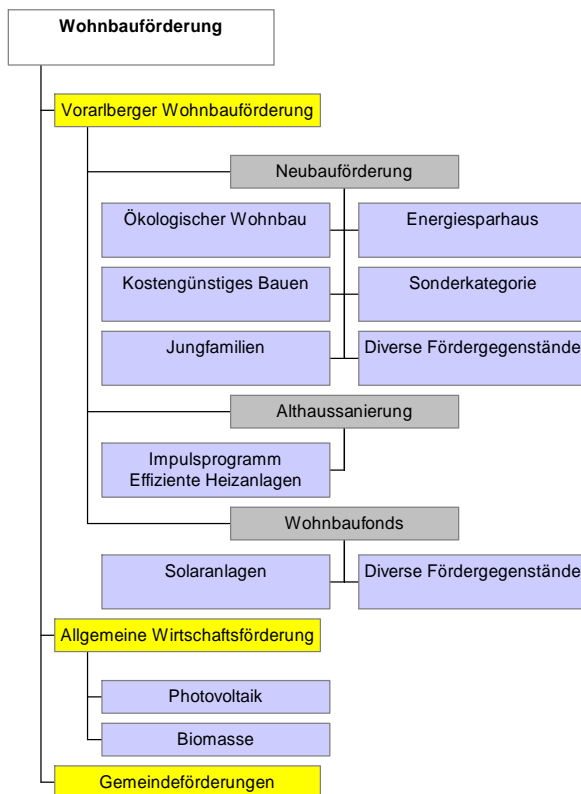 Wohnbauförderung
Vorarlberger Wohnbauförderung
Neubauförderung
Ökologischer Wohnbau
Energiesparhaus
Kostengünstiges Bauen
Sonderkategorie
Jungfamilien
Diverse Fördergegenstände
Althaussanierung
Impulsprogramm
Effiziente Heizanlagen
Wohnbaufonds
Solaranlagen
Diverse Fördergegenstände
Allgemeine Wirtschaftsförderung
Photovoltaik
Biomasse
Gemeindeförderungen